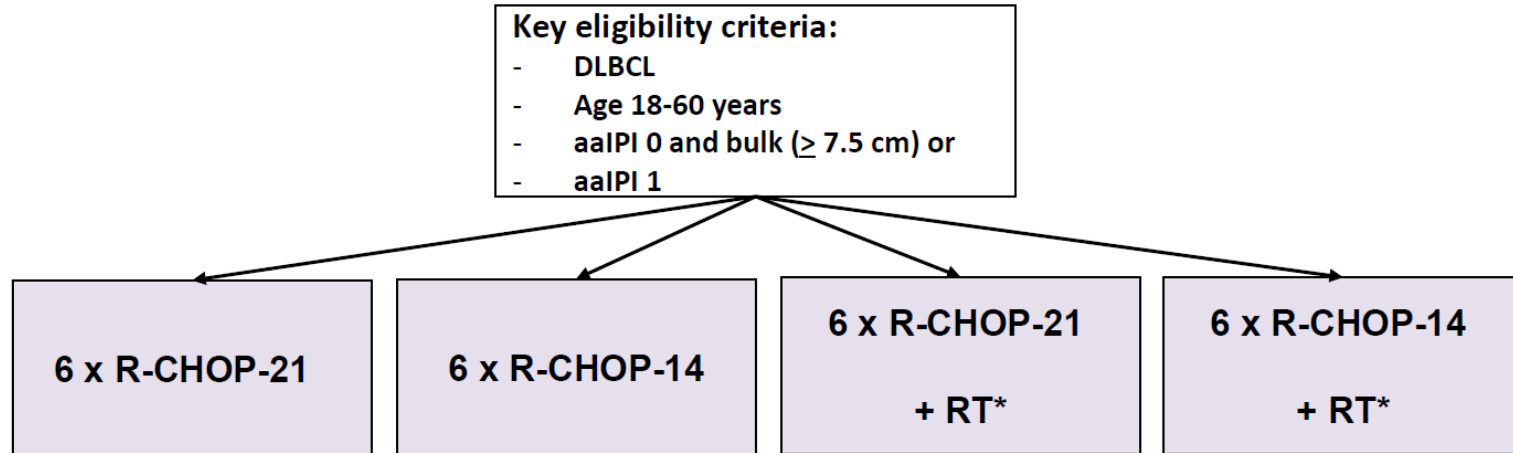 Key eligibility criteria:
- DLBCL
- Age 18-60 years
- aaIPI 0 and bulk (≥ 7.5 cm) or
- aaIPI 1
6 x R-CHOP-21
6 x R-CHOP-14
6 x R-CHOP-21
+ RT*
6 x R-CHOP-14
+ RT*